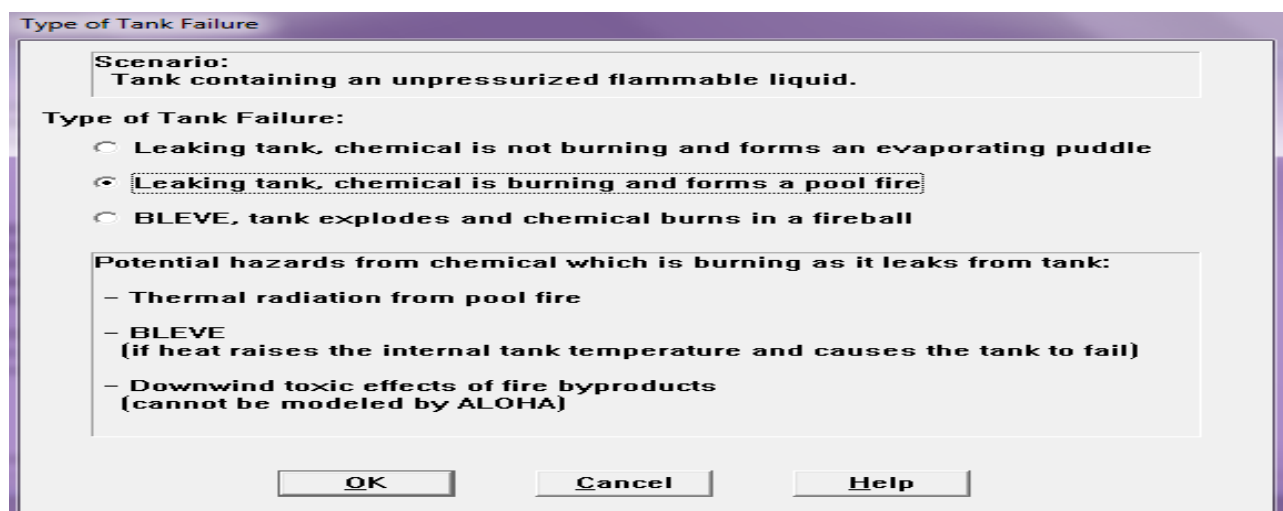 Type of Tank Failure
Scenario:
Tank containing an unpressurized flammable liquid.
Type of Tank Failure:
Leaking tank, chemical is not burning and forms an evaporating puddle
Leaking tank, chemical is burning and forms a pool fire
BLEVE, tank explodes and chemical burns in a fireball
Potential hazards from chemical which is burning as it leaks from tank:
– Thermal radiation from pool fire
– BLEVE
(if heat raises the internal tank temperature and causes the tank to fail)
– Downwind toxic effects of fire byproducts
(cannot be modeled by ALOHA)
OK Cancel Help